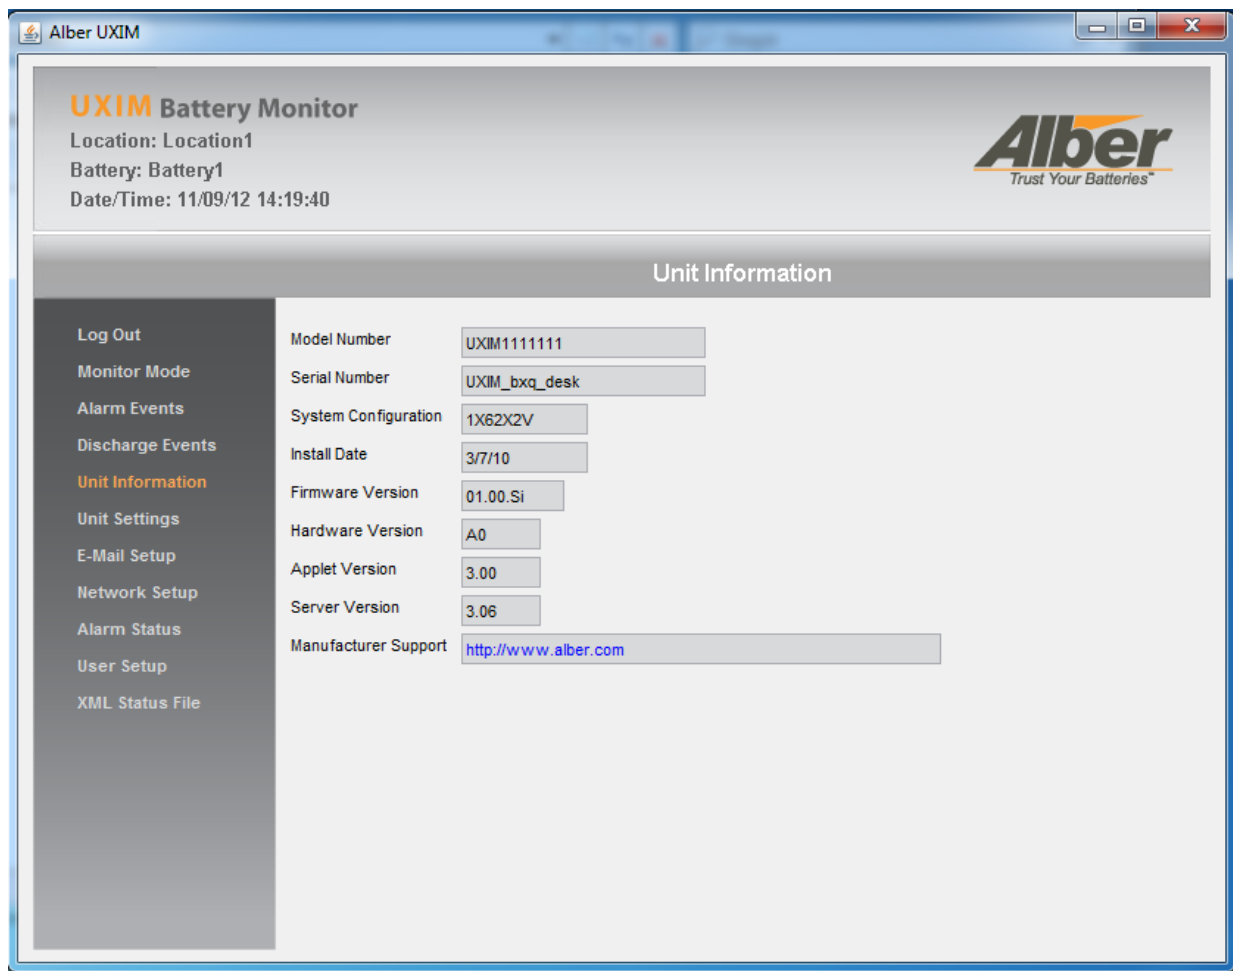 Alber UXIM
UXIM Battery Monitor
Location: Location1
Battery: Battery1
Date/Time: 11/09/12 14:19:40
Alber
Trust Your Batteries™
Unit Information
Log Out
Monitor Mode
Alarm Events
Discharge Events
Unit Information
Unit Settings
E-Mail Setup
Network Setup
Alarm Status
User Setup
XML Status File
Model Number UXIM1111111
Serial Number UXIM_bxq_desk
System Configuration 1X62X2V
Install Date 3/7/10
Firmware Version 01.00.Si
Hardware Version A0
Applet Version 3.00
Server Version 3.06
Manufacturer Support http://www.alber.com